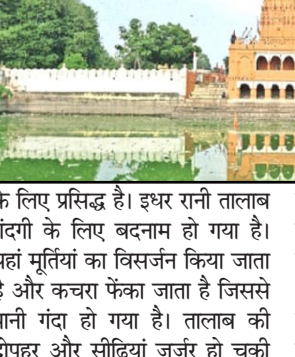 के लिए प्रसिद्ध है। इधर रानी तालाब
गंदगी के लिए बदनाम हो गया है।
यहां मूर्तियां का विसर्जन किया जाता
है और कचरा फेंका जाता है जिससे
पानी गंदा हो गया है। तालाब की
और सीढ़ियां जर्जर हो चुकी